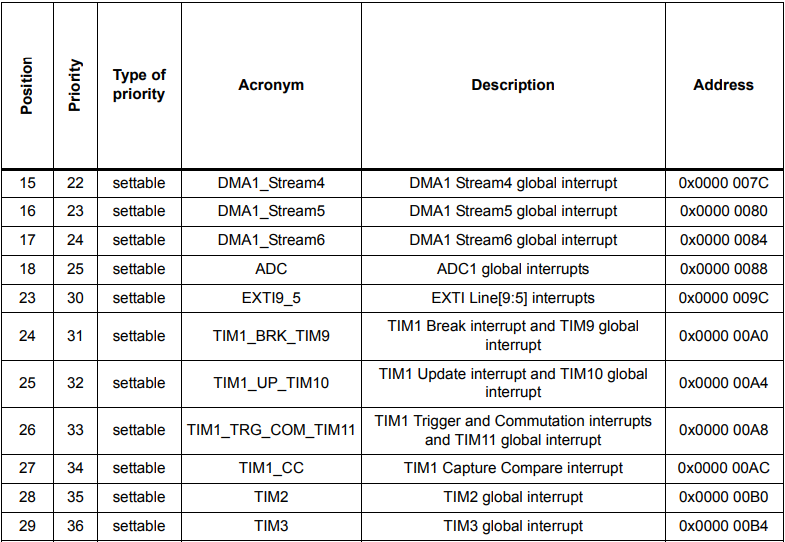 Position Priority Type of priority Acronym Description Address
15 22 settable DMA1_Stream4 DMA1 Stream4 global interrupt 0x0000 007C
16 23 settable DMA1_Stream5 DMA1 Stream5 global interrupt 0x0000 0080
17 24 settable DMA1_Stream6 DMA1 Stream6 global interrupt 0x0000 0084
18 25 settable ADC ADC1 global interrupts 0x0000 0088
23 30 settable EXTI9_5 EXTI Line[9:5] interrupts 0x0000 009C
24 31 settable TIM1_BRK_TIM9 TIM1 Break interrupt and TIM9 global interrupt 0x0000 00A0
25 32 settable TIM1_UP_TIM10 TIM1 Update interrupt and TIM10 global interrupt 0x0000 00A4
26 33 settable TIM1_TRG_COM_TIM11 TIM1 Trigger and Commutation interrupts and TIM11 global interrupt 0x0000 00A8
27 34 settable TIM1_CC TIM1 Capture Compare interrupt 0x0000 00AC
28 35 settable TIM2 TIM2 global interrupt 0x0000 00B0
29 36 settable TIM3 TIM3 global interrupt 0x0000 00B4